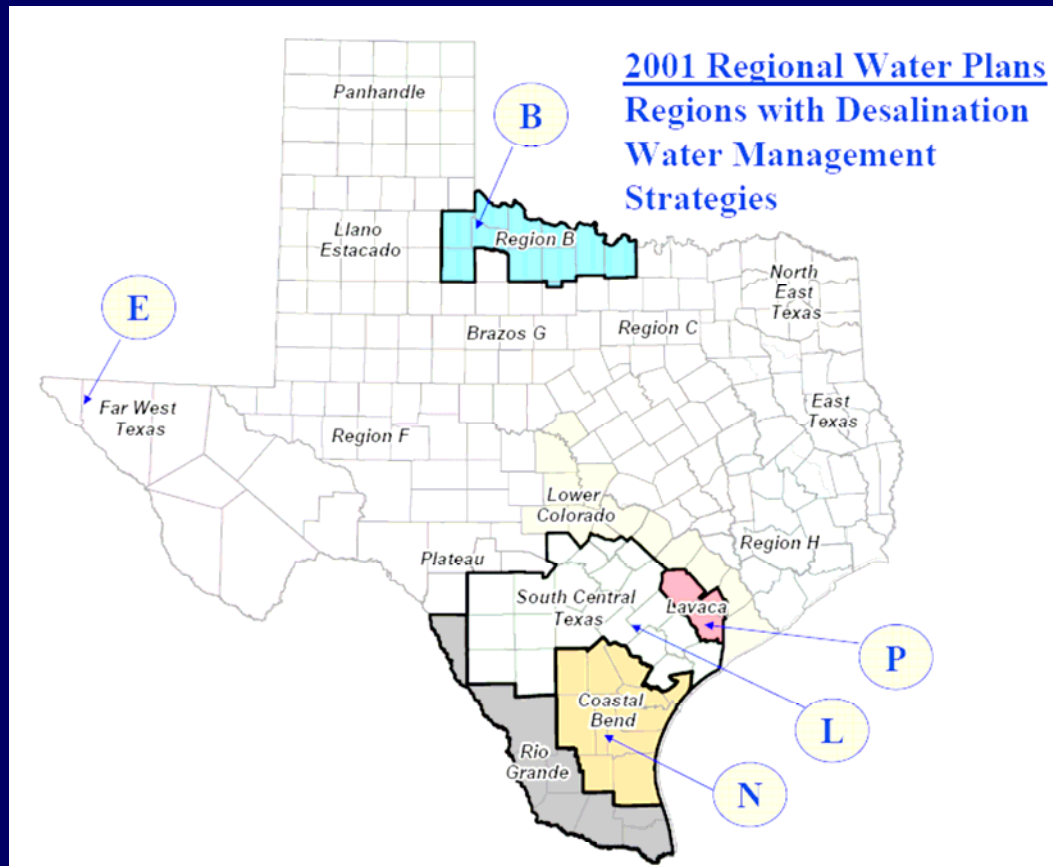 2001 Regional Water Plans
Regions with Desalination
Water Management
Strategies
Panhandle
B
Llano
Estacado
Region B
North
East
Texas
E
Brazos G
Region C
Far West
Texas
Region F
East
Texas
Lower
Colorado
Region H
Plateau
South Central
Texas
Lavaca
P
Coastal
Bend
L
Rio
Grande
N